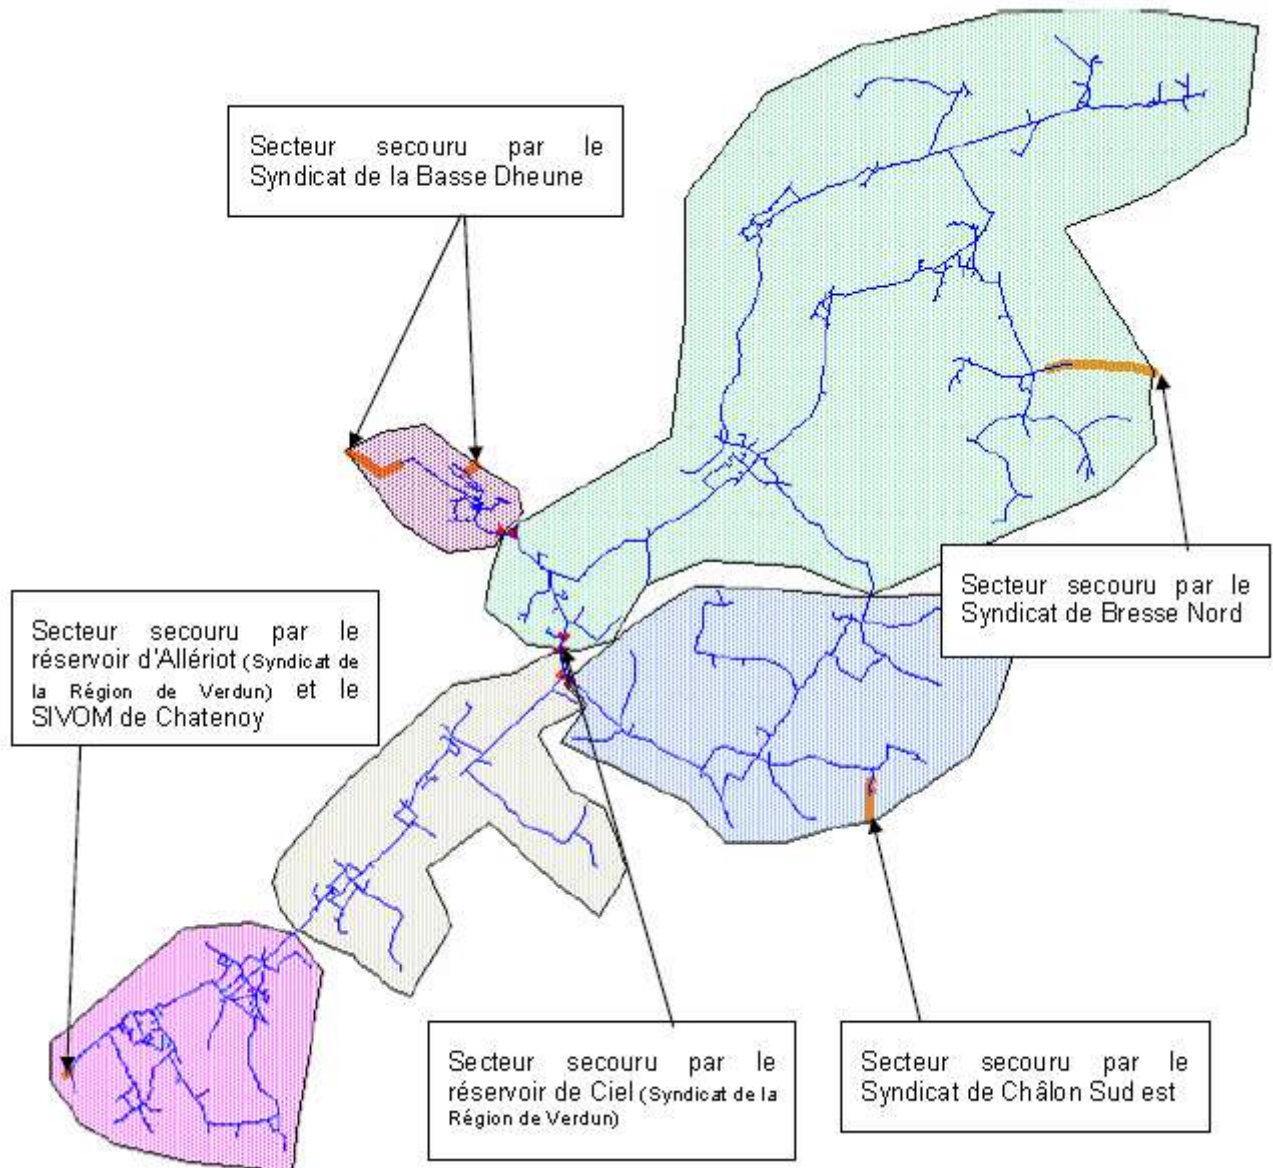 Secteur secouru par le
Syndicat de la Basse Dheune
Secteur secouru par le
Syndicat de Bresse Nord
Secteur secouru par le
réservoir d'Allériot (Syndicat de
la Région de Verdun) et le
SIVOM de Chatenoy
Secteur secouru par le
réservoir de Ciel (Syndicat de la
Région de Verdun)
Secteur secouru par le
Syndicat de Châlon Sud est